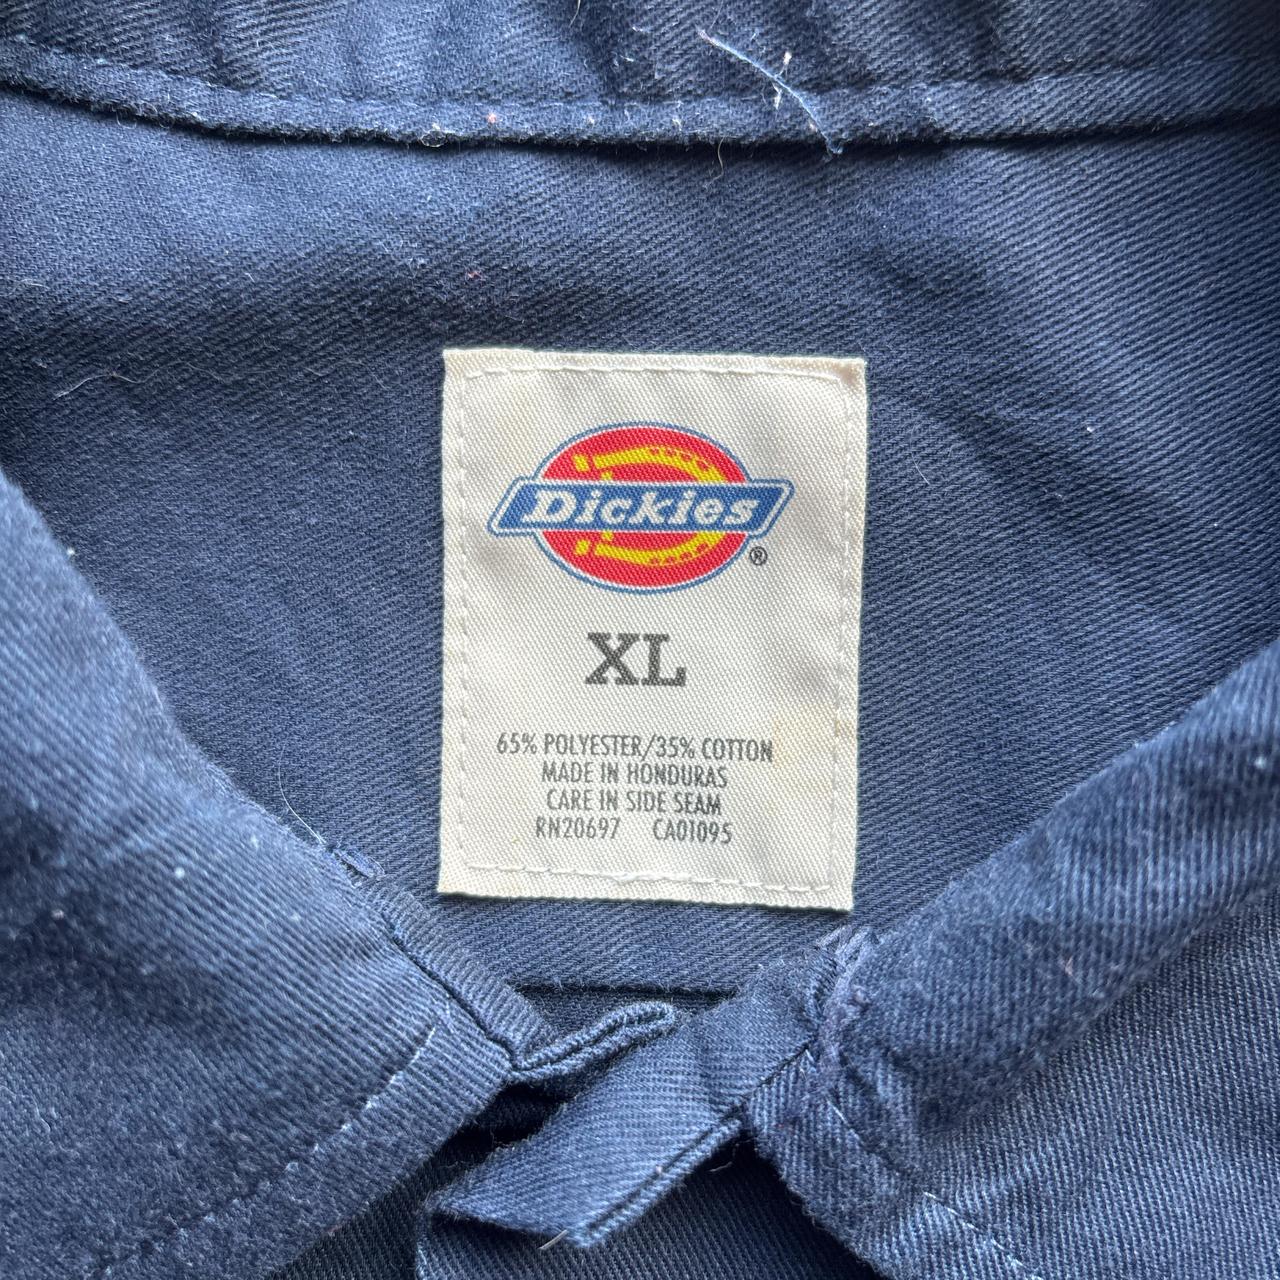 Dickies®
XL
65% POLYESTER/35% COTTON
MADE IN HONDURAS
CARE IN SIDE SEAM
RN20697 CA01095